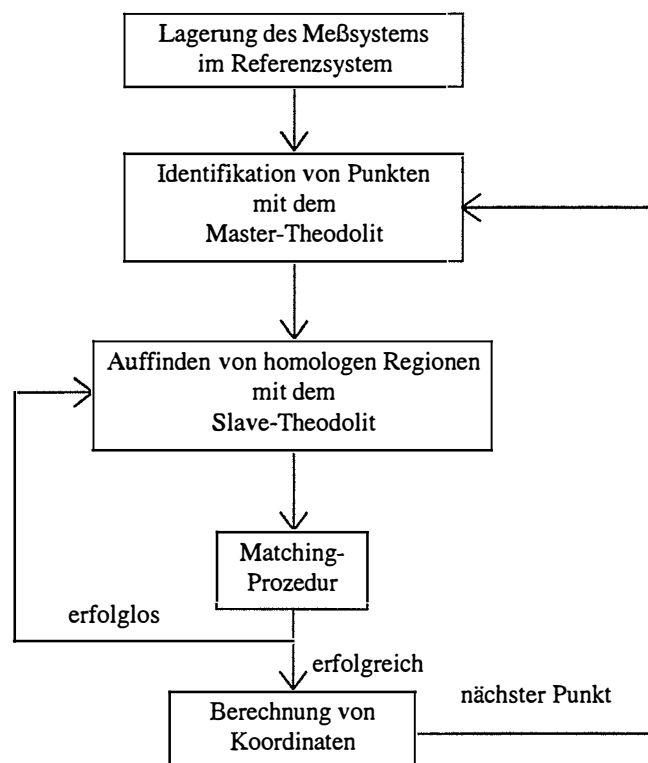 Lagerung des Meßsystems
im Referenzsystem
Identifikation von Punkten
mit dem
Master-Theodolit
Auffinden von homologen Regionen
mit dem
Slave-Theodolit
Matching-
Prozedur
erfolglos
erfolgreich
Berechnung von
Koordinaten
nächster Punkt